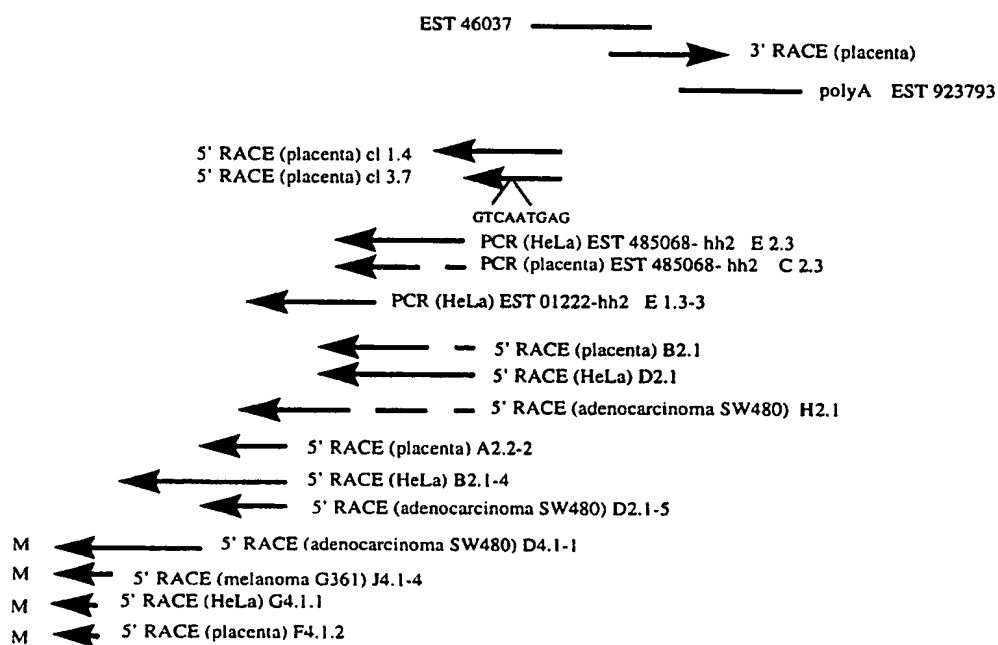 EST 46037
3' RACE (placenta)
polyA EST 923793
5' RACE (placenta) cl 1.4
5' RACE (placenta) cl 3.7
GTCAATGAG
PCR (HeLa) EST 485068- hh2 E 2.3
PCR (placenta) EST 485068- hh2 C 2.3
PCR (HeLa) EST 01222-hh2 E 1.3-3
5' RACE (placenta) B2.1
5' RACE (HeLa) D2.1
5' RACE (adenocarcinoma SW480) H2.1
5' RACE (placenta) A2.2-2
5' RACE (HeLa) B2.1-4
5' RACE (adenocarcinoma SW480) D2.1-5
M 5' RACE (adenocarcinoma SW480) D4.1-1
M 5' RACE (melanoma G361) J4.1-4
M 5' RACE (HeLa) G4.1.1
M 5' RACE (placenta) F4.1.2